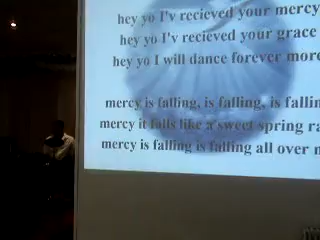 hey yo I'v recieved your mercy
hey yo I'v recieved your grace
hey yo I will dance forever more
mercy is falling, is falling, is fallin
mercy it falls like a sweet spring ra
mercy is falling is falling all over m